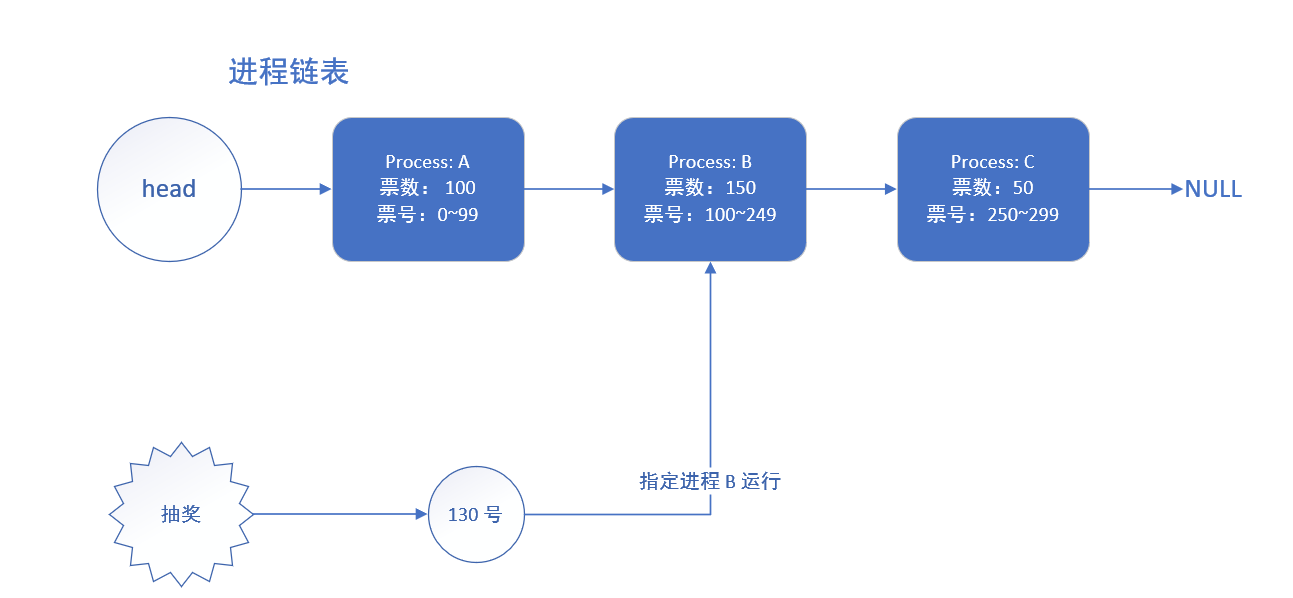 进程链表
head
Process: A
票数： 100
票号：0~99
Process: B
票数：150
票号：100~249
Process: C
票数：50
票号：250~299
NULL
指定进程 B 运行
抽奖
130 号